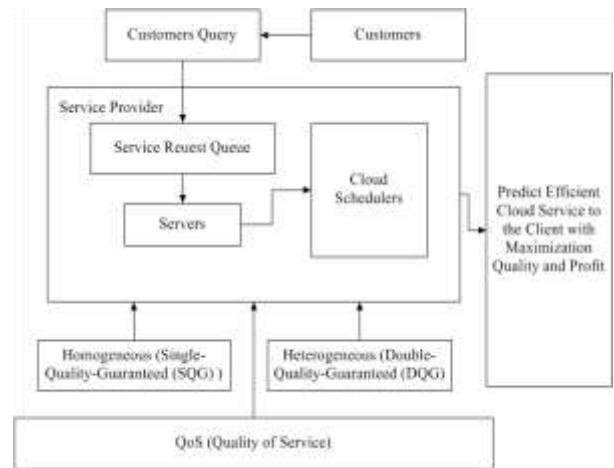 Customers Query
Customers
Service Provider
Service Reuest Queue
Cloud
Schedulers
Servers
Predict Efficient
Cloud Service to
the Client with
Maximization
Quality and Profit
Homogeneous (Single-
Quality-Guaranteed (SQG) )
Heterogeneous (Double-
Quality-Guaranteed (DQG)
QoS (Quality of Service)